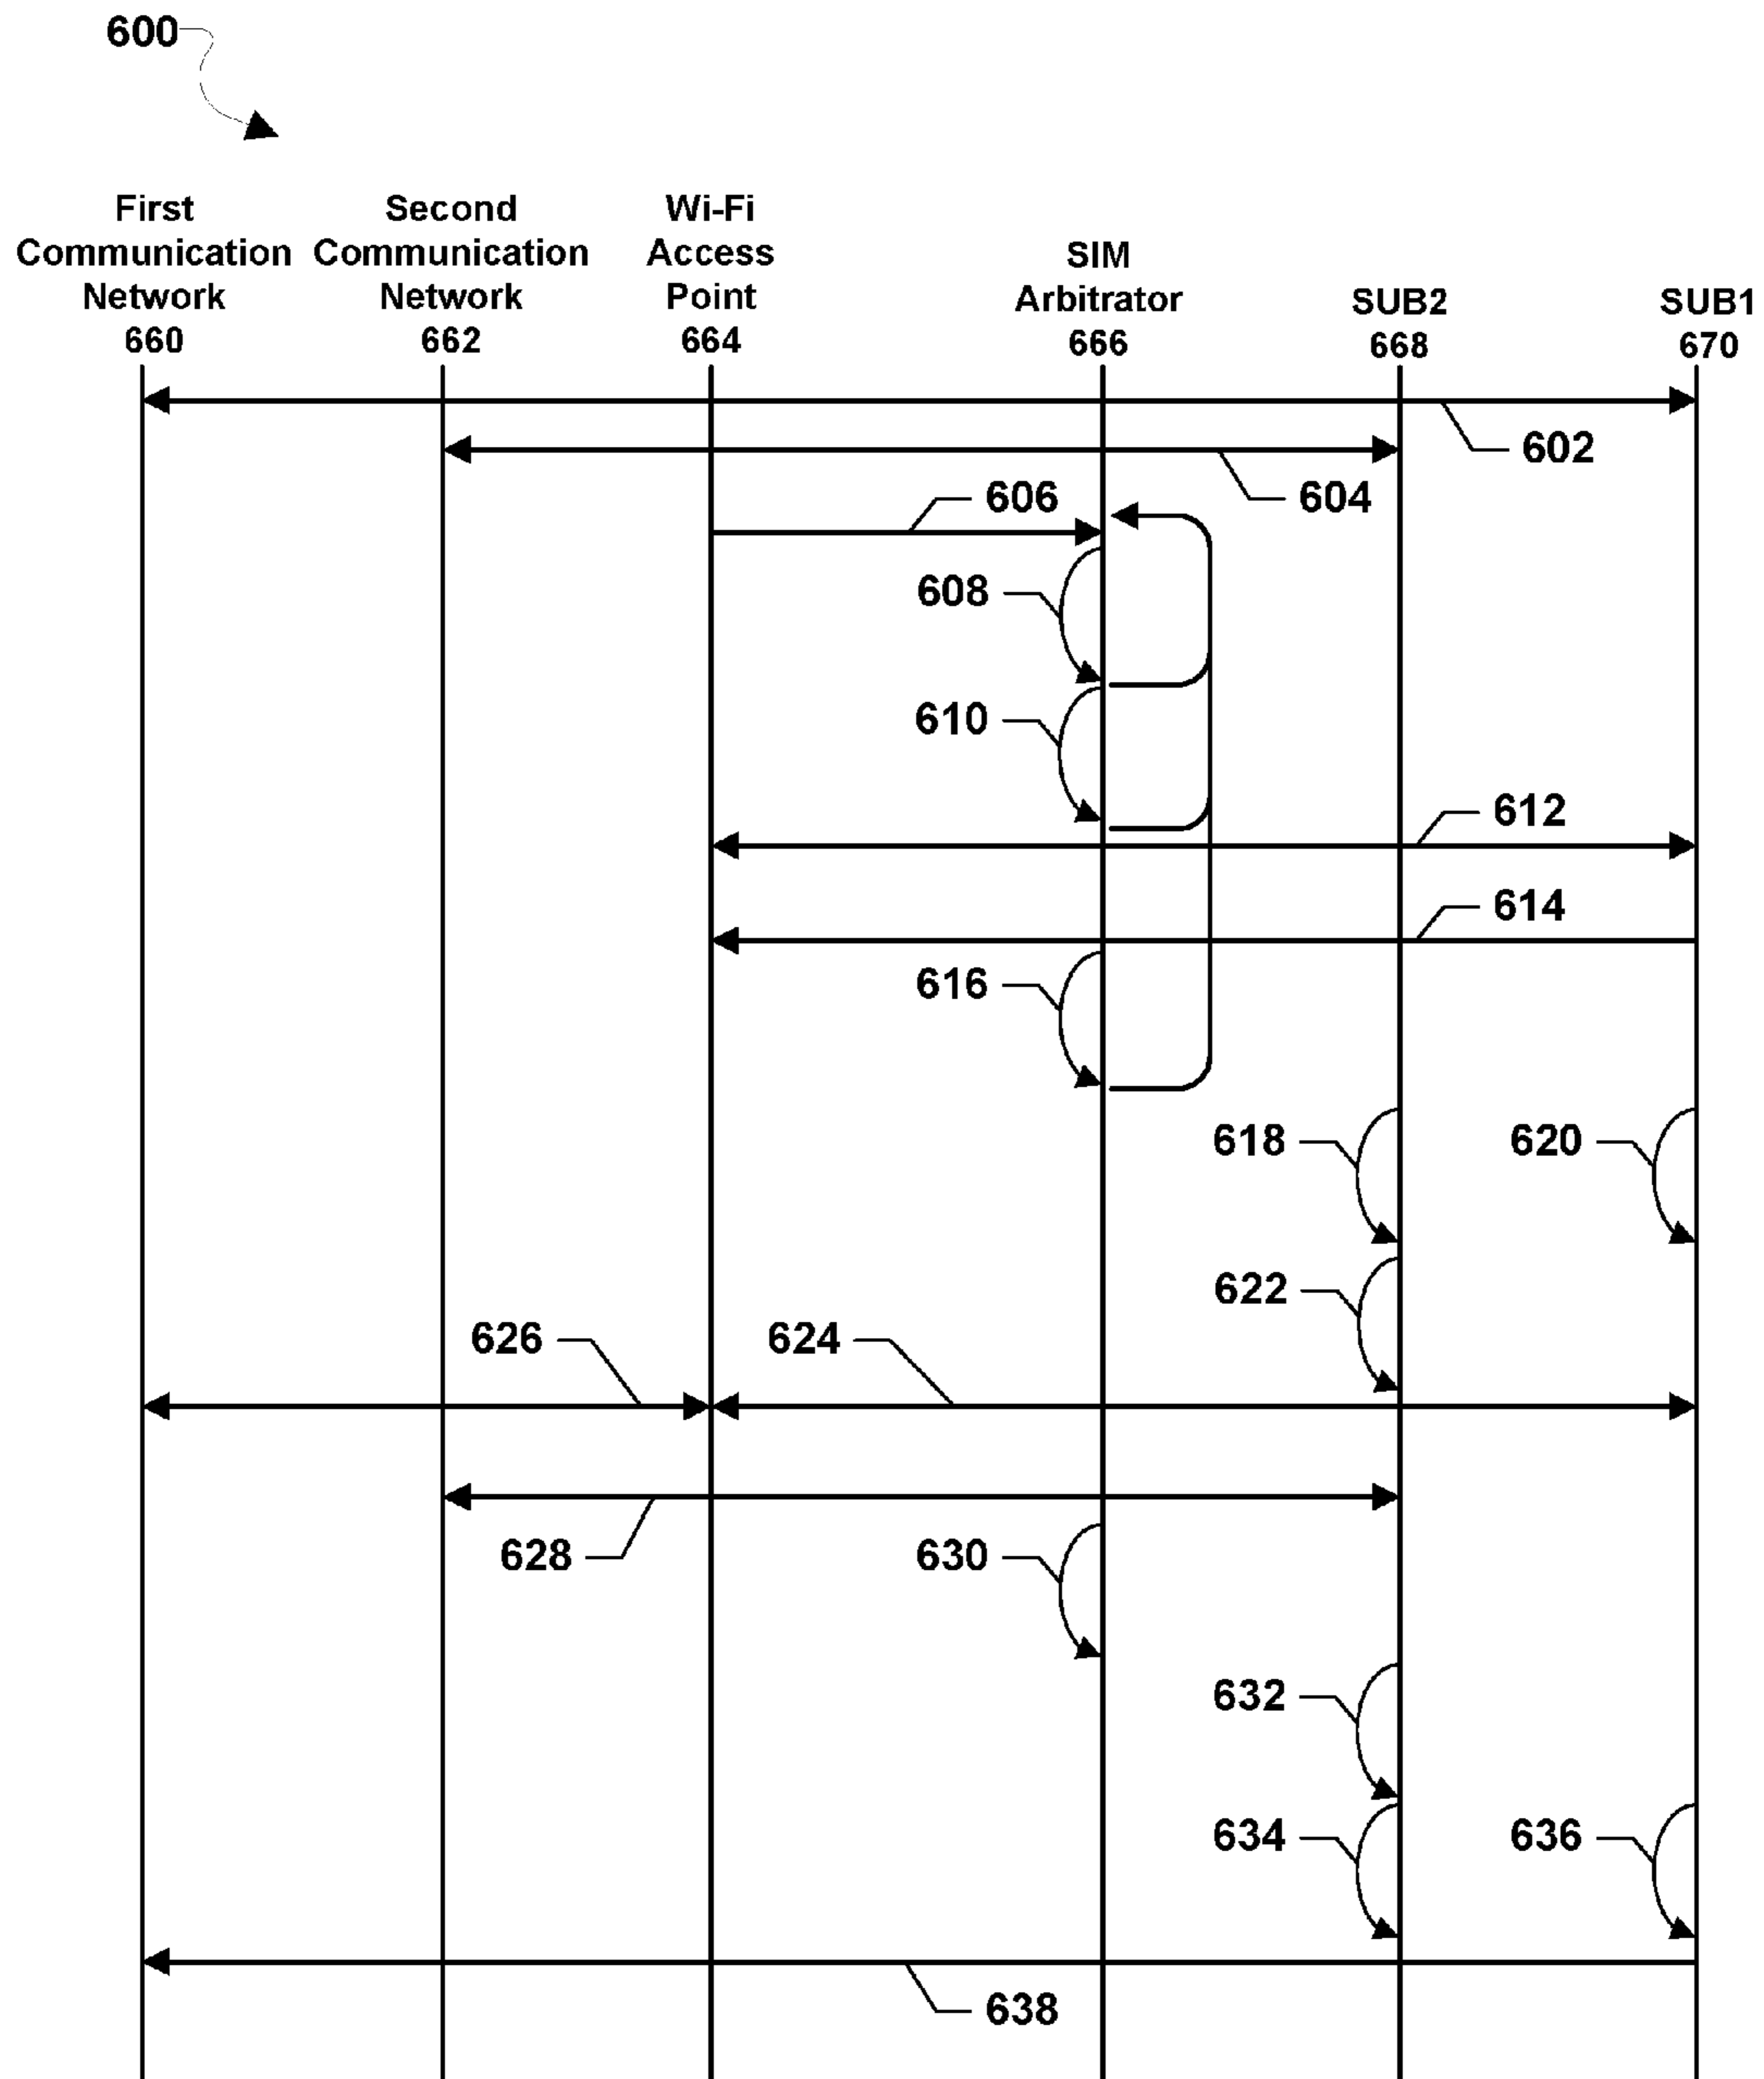 600
First
Communication
Network
660
Second
Communication
Network
662
Wi-Fi
Access
Point
664
SIM
Arbitrator
666
SUB2
668
SUB1
670
602
604
606
608
610
612
614
616
618
620
622
626
624
628
630
632
634
636
638